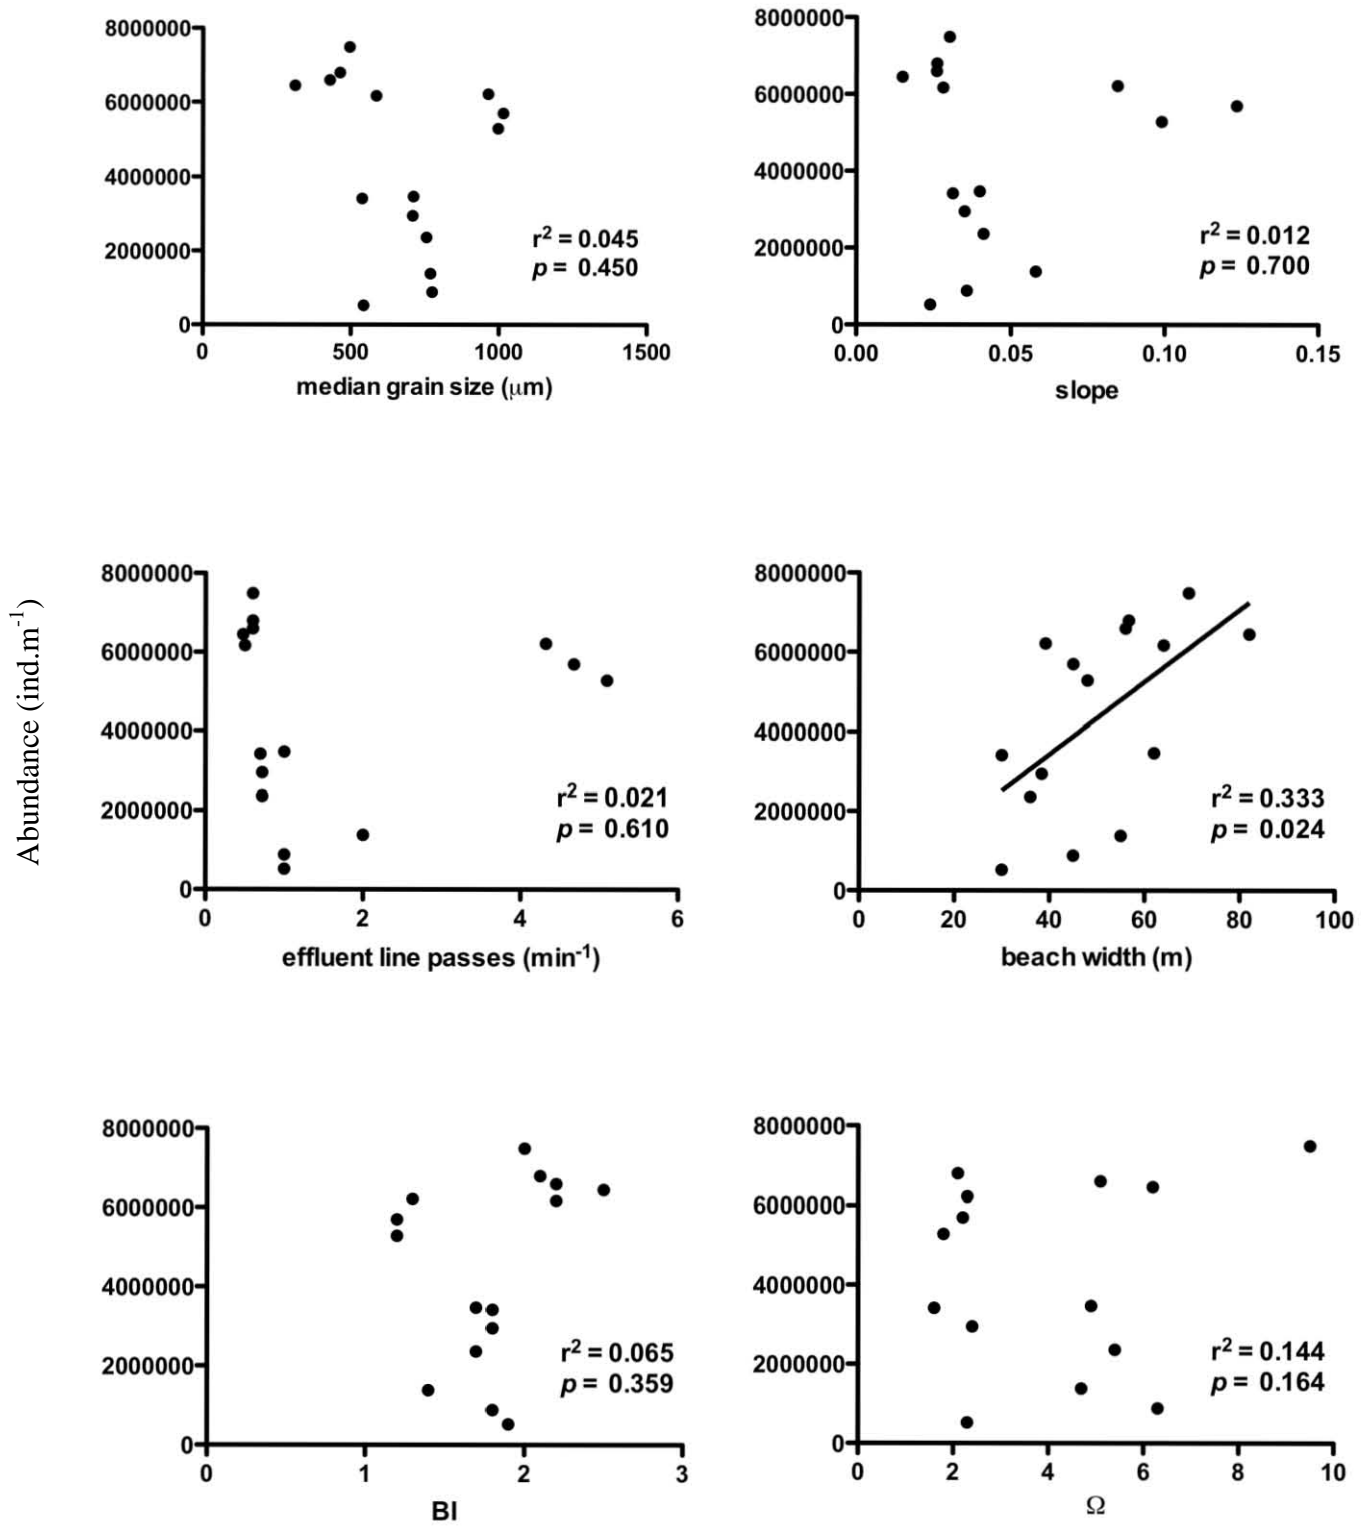 Abundance (ind.m-1)
8000000
6000000
4000000
2000000
0
0 500 1000 1500
median grain size (μm)
r2 = 0.045
p = 0.450
8000000
6000000
4000000
2000000
0
0.00 0.05 0.10 0.15
slope
r2 = 0.012
p = 0.700
8000000
6000000
4000000
2000000
0
0 2 4 6
effluent line passes (min-1)
r2 = 0.021
p = 0.610
8000000
6000000
4000000
2000000
0
0 20 40 60 80 100
beach width (m)
r2 = 0.333
p = 0.024
8000000
6000000
4000000
2000000
0
0 1 2 3
BI
r2 = 0.065
p = 0.359
8000000
6000000
4000000
2000000
0
0 2 4 6 8 10
Ω
r2 = 0.144
p = 0.164